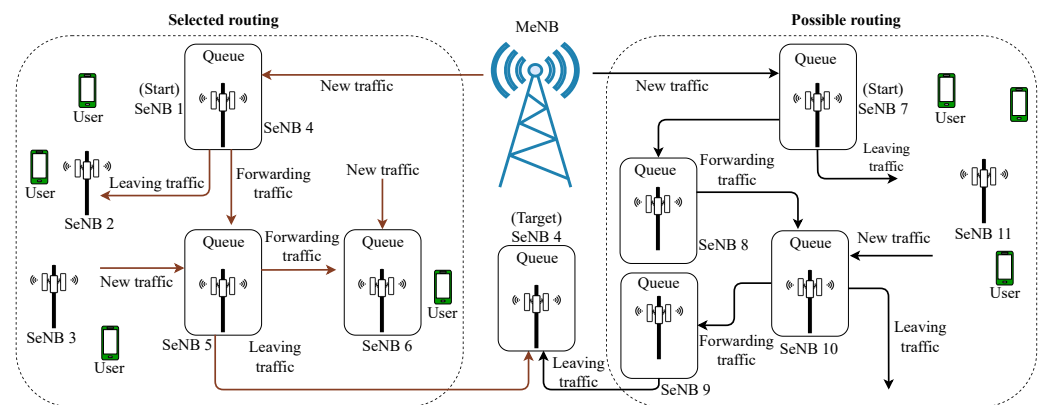 Selected routing
MeNB
Possible routing
Queue
New traffic
New traffic
Queue
(Start)
SeNB 1
User
SeNB 4
(Start)
SeNB 7
User
Leaving traffic
Forwarding
traffic
New traffic
Queue
Forwarding
traffic
Leaving
traffic
User
SeNB 2
(Target)
SeNB 4
SeNB 8
SeNB 11
Queue
Forwarding
traffic
Queue
Queue
Queue
New traffic
New traffic
Queue
User
SeNB 3
User
SeNB 5
Leaving
traffic
SeNB 6
User
Forwarding
traffic
SeNB 10
Leaving
traffic
Leaving
traffic
SeNB 9